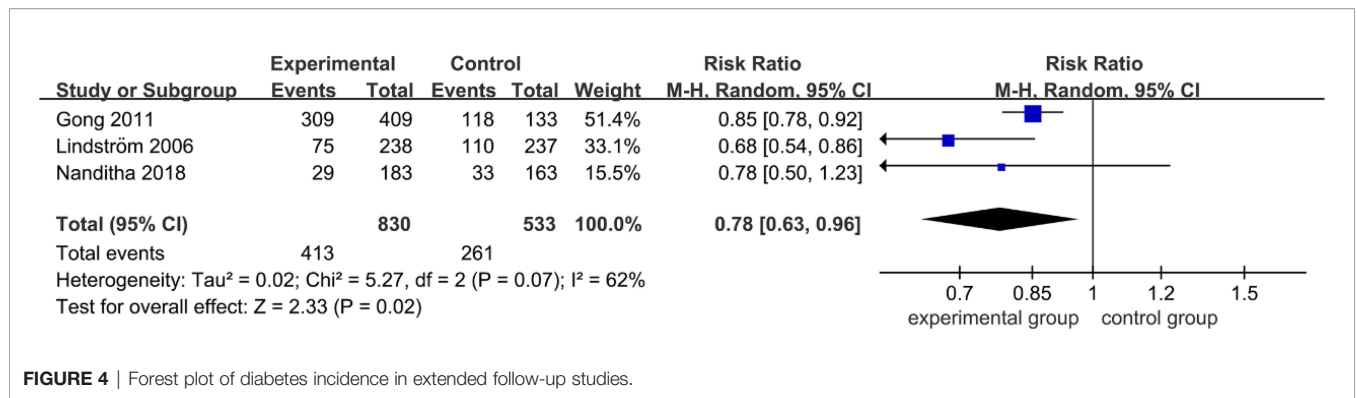 Experimental Control Risk Ratio Risk Ratio
Study or Subgroup Events Total Events Total Weight M-H, Random, 95% CI M-H, Random, 95% CI
Gong 2011 309 409 118 133 51.4% 0.85 [0.78, 0.92]
Lindström 2006 75 238 110 237 33.1% 0.68 [0.54, 0.86]
Nanditha 2018 29 183 33 163 15.5% 0.78 [0.50, 1.23]
Total (95% CI) 830 533 100.0% 0.78 [0.63, 0.96]
Total events 413 261
Heterogeneity: Tau² = 0.02; Chi² = 5.27, df = 2 (P = 0.07); I² = 62%
Test for overall effect: Z = 2.33 (P = 0.02)
0.7 0.85 1 1.2 1.5
experimental group control group
FIGURE 4 | Forest plot of diabetes incidence in extended follow-up studies.